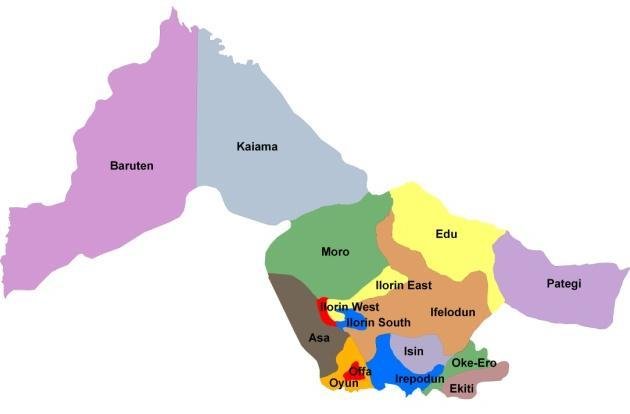 Baruten
Kaiama
Edu
Moro
Pategi
Ilorin East
Ilorin West
Ifelodun
Ilorin South
Asa
Isin
Oke-Ero
Offa
Irepodun
Oyun
Ekiti